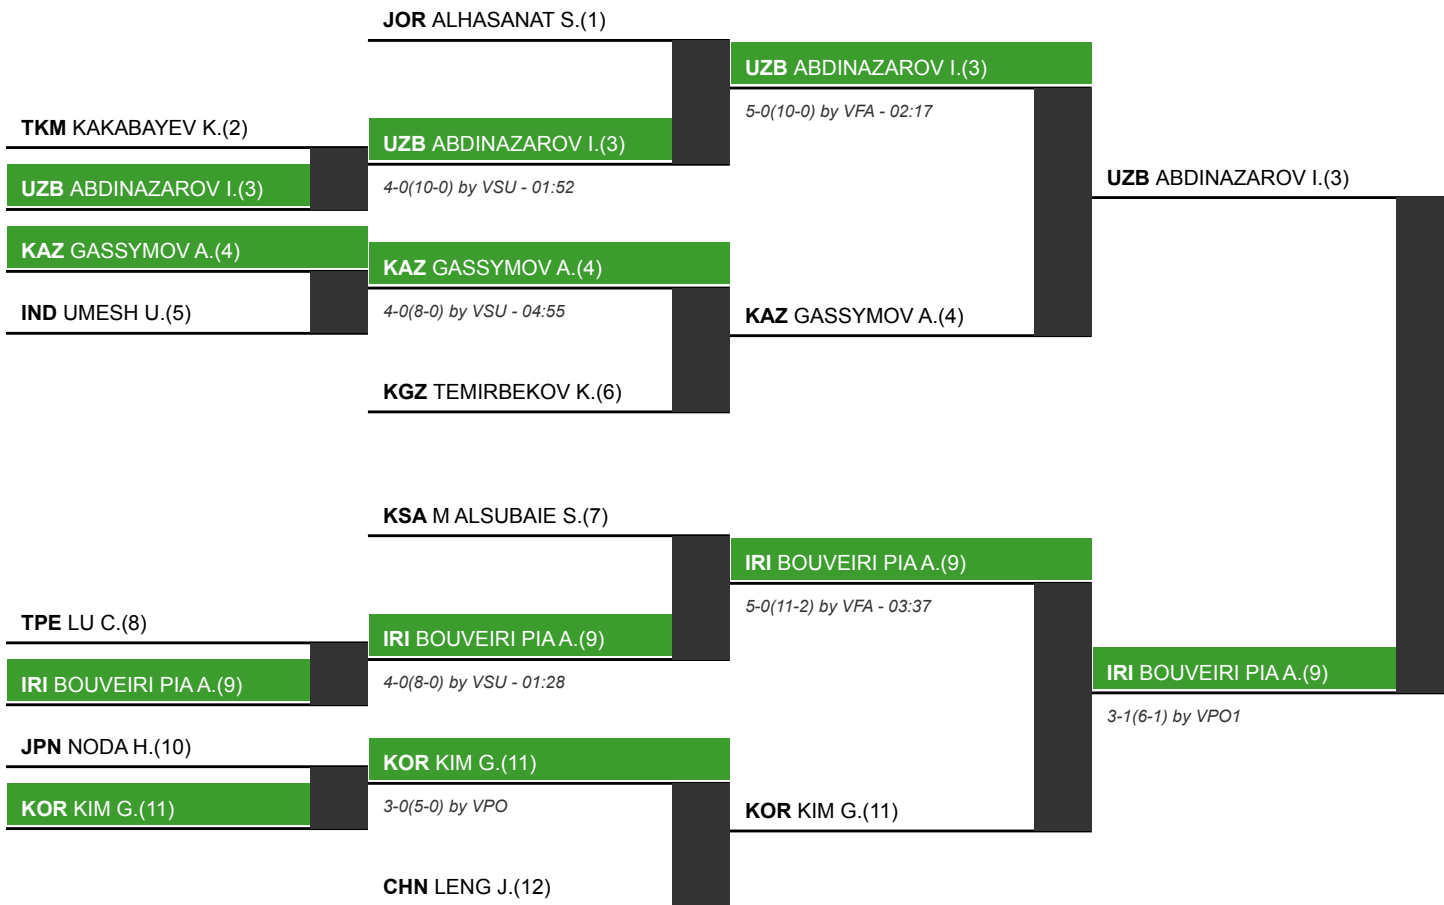 JOR ALHASANAT S.(1)
UZB ABDINAZAROV I.(3)
5-0(10-0) by VFA - 02:17
TKM KAKABAYEV K.(2)
UZB ABDINAZAROV I.(3)
4-0(10-0) by VSU - 01:52
UZB ABDINAZAROV I.(3)
UZB ABDINAZAROV I.(3)
KAZ GASSYMOV A.(4)
KAZ GASSYMOV A.(4)
4-0(8-0) by VSU - 04:55
IND UMESH U.(5)
KAZ GASSYMOV A.(4)
KGZ TEMIRBEKOV K.(6)
KSA M ALSUBAIE S.(7)
IRI BOUVEIRI PIA A.(9)
5-0(11-2) by VFA - 03:37
TPE LU C.(8)
IRI BOUVEIRI PIA A.(9)
4-0(8-0) by VSU - 01:28
IRI BOUVEIRI PIA A.(9)
IRI BOUVEIRI PIA A.(9)
3-1(6-1) by VPO1
JPN NODA H.(10)
KOR KIM G.(11)
3-0(5-0) by VPO
KOR KIM G.(11)
KOR KIM G.(11)
CHN LENG J.(12)